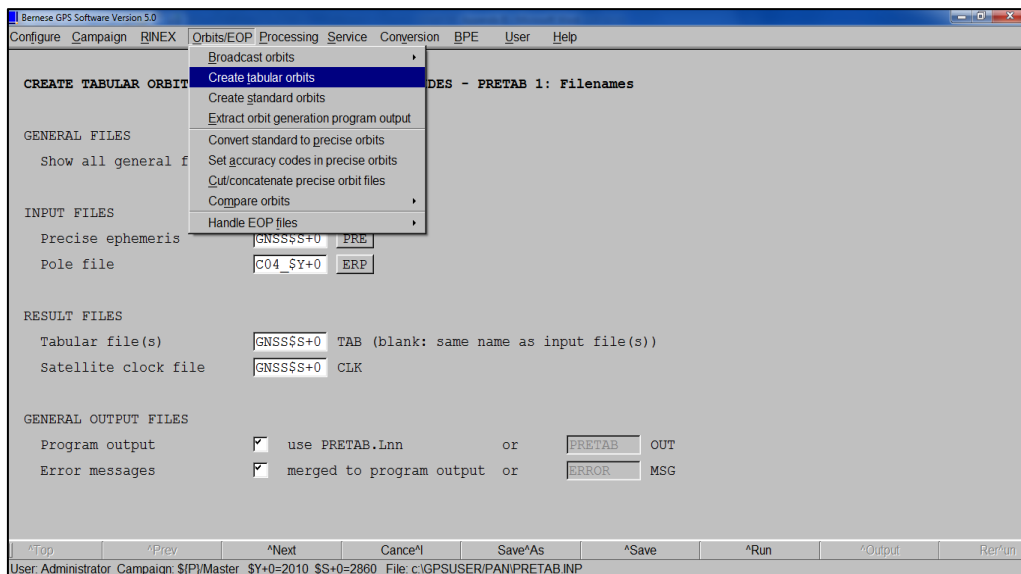 Bernese GPS Software Version 5.0
Configure Campaign RINEX Orbits/EOP Processing Service Conversion BPE User Help
Broadcast orbits
Create tabular orbits
Create standard orbits
Extract orbit generation program output
Convert standard to precise orbits
Set accuracy codes in precise orbits
Cut/concatenate precise orbit files
Compare orbits
Handle EOP files
CREATE TABULAR ORBIT DES - PRETAB 1: Filenames
GENERAL FILES
Show all general f
INPUT FILES
Precise ephemeris GNSS$S+0 PRE
Pole file C04_$Y+0 ERP
RESULT FILES
Tabular file(s) GNSS$S+0 TAB (blank: same name as input file(s))
Satellite clock file GNSS$S+0 CLK
GENERAL OUTPUT FILES
Program output use PRETAB.Lnn or PRETAB OUT
Error messages merged to program output or ERROR MSG
^Top ^Prev ^Next Cance^l Save^As ^Save ^Run ^Output Rer^un
User: Administrator Campaign: ${P}/Master $Y+0=2010 $S+0=2860 File: c:\GPSUSER/PAN\PRETAB.INP